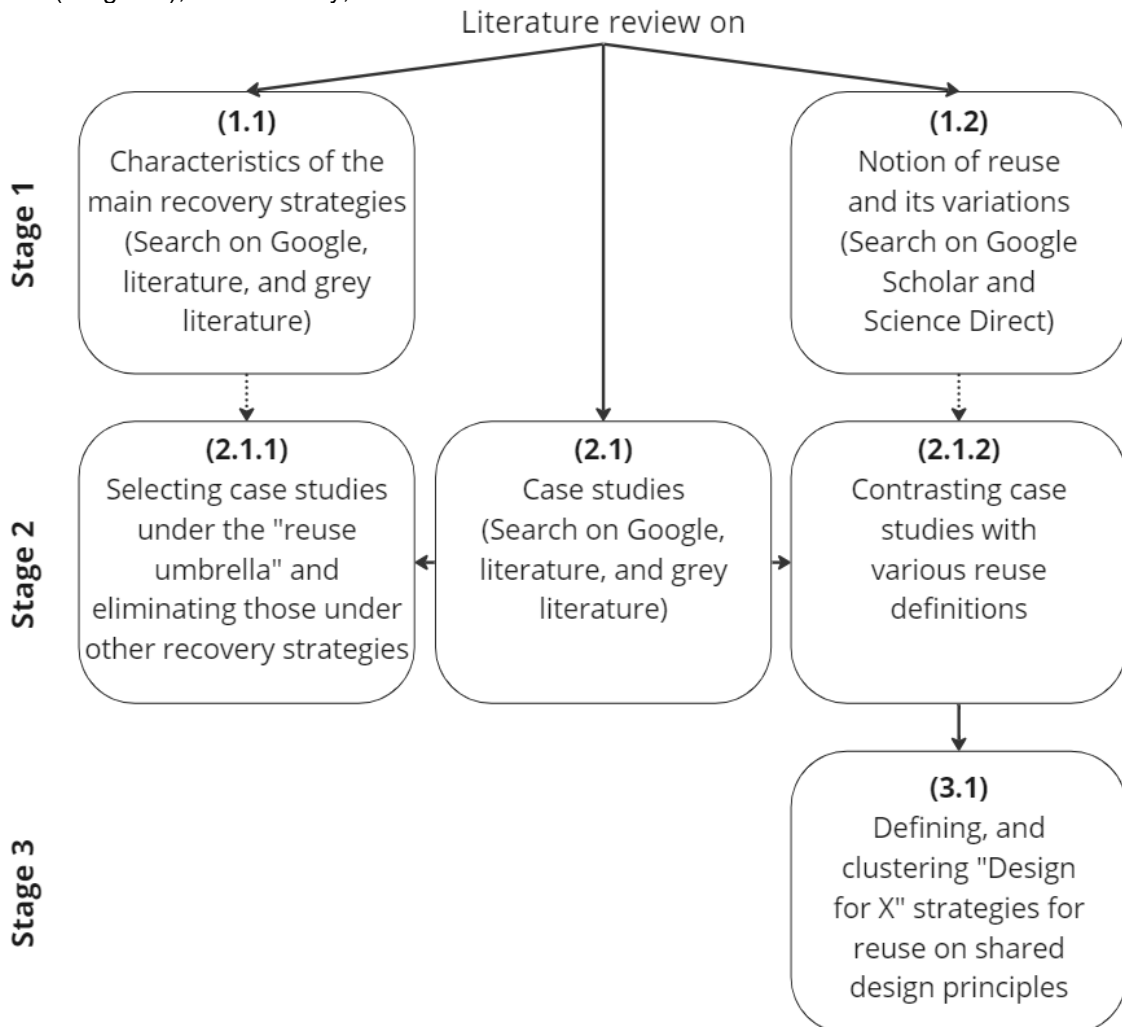 Literature review on
Stage 1
(1.1)
Characteristics of the
main recovery strategies
(Search on Google,
literature, and grey
literature)
(1.2)
Notion of reuse
and its variations
(Search on Google
Scholar and
Science Direct)
Stage 2
(2.1.1)
Selecting case studies
under the "reuse
umbrella" and
eliminating those under
other recovery strategies
(2.1)
Case studies
(Search on Google,
literature, and grey
literature)
(2.1.2)
Contrasting case
studies with
various reuse
definitions
Stage 3
(3.1)
Defining, and
clustering "Design
for X" strategies for
reuse on shared
design principles